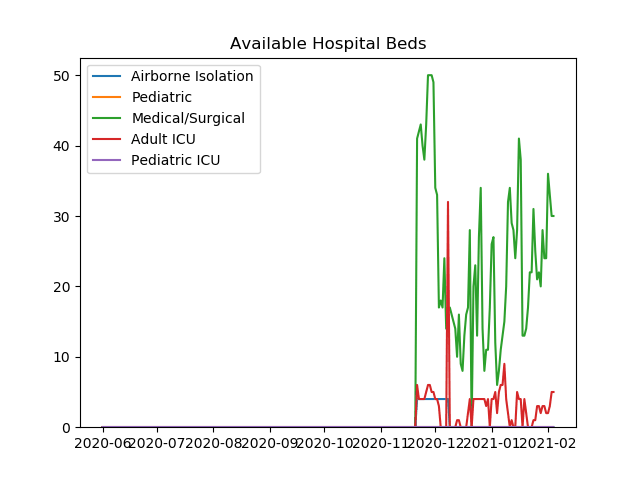 Available Hospital Beds
50
40
30
20
10
0
Airborne Isolation
Pediatric
Medical/Surgical
Adult ICU
Pediatric ICU
2020-06 2020-07 2020-08 2020-09 2020-10 2020-11 2020-12 2021-01 2021-02